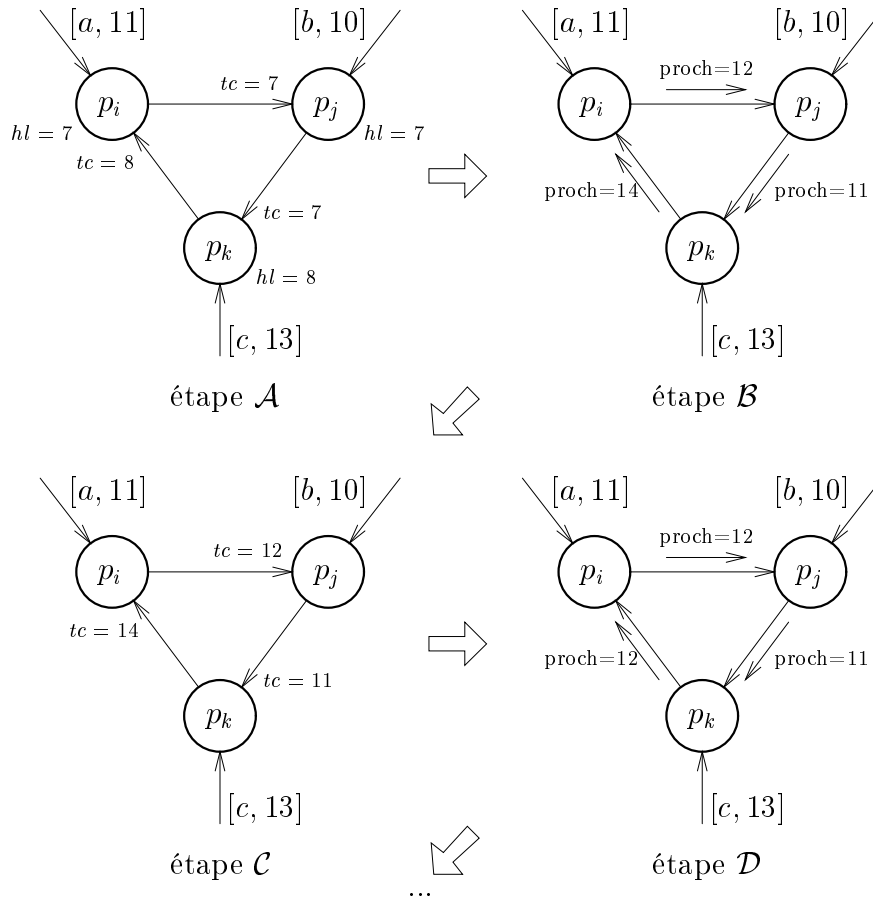 [a, 11] [b, 10] [a, 11] [b, 10]
tc = 7 proch=12
p_i p_j p_i p_j
hl = 7 hl = 7
tc = 8
proch=14 proch=11
tc = 7
p_k p_k
hl = 8
[c, 13] [c, 13]
étape 𝒜 étape ℬ
[a, 11] [b, 10] [a, 11] [b, 10]
tc = 12 proch=12
p_i p_j p_i p_j
tc = 14
proch=12 proch=11
tc = 11
p_k p_k
[c, 13] [c, 13]
étape 𝒞 étape 𝒟
...